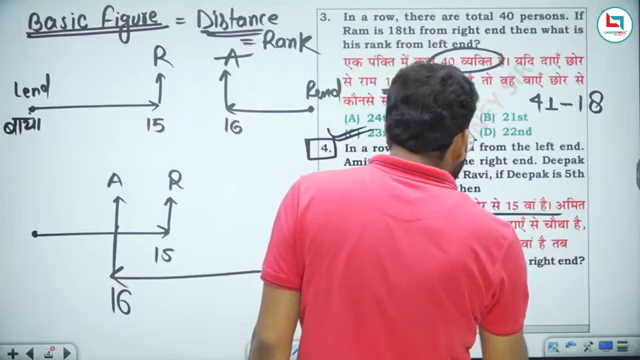 Basic Figure = Distance
= Rank
R
A
Lend
Rend
बाया
15
16
A
R
15
16
3. In a row, there are total 40 persons. If
Ram is 18th from right end then what is
his rank from left end?
एक पंक्ति में 40 व्यक्ति यदि दाएँ छोर
से राम तो वह बाएँ छोर से
कौनसे
41-18
(A) 24th
(B) 21st
(D) 22nd
4. In a row from the left end.
right end. Deepak
Ravi, if Deepak is 5th
से 15 वां है। अमित
से चौथा है,
वां है तब
right end?